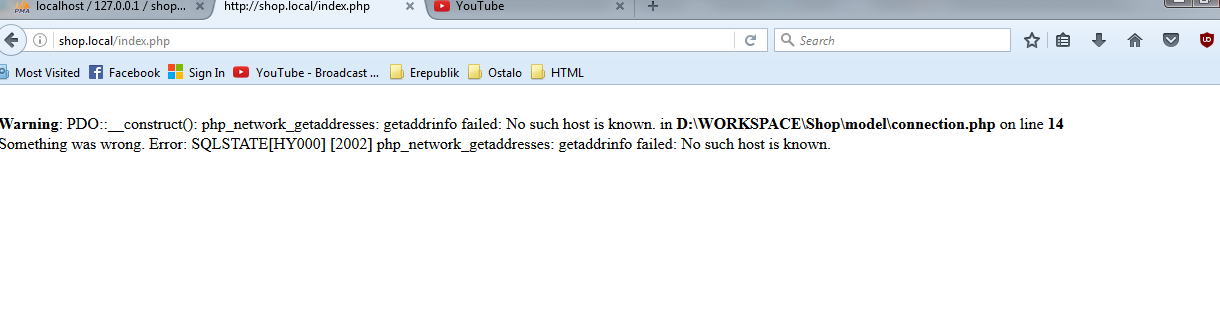 PMA localhost / 127.0.0.1 / shop... http://shop.local/index.php YouTube
shop.local/index.php Search
Most Visited Facebook Sign In YouTube - Broadcast ... Erepublik Ostalo HTML
Warning: PDO::__construct(): php_network_getaddresses: getaddrinfo failed: No such host is known. in D:\WORKSPACE\Shop\model\connection.php on line 14
Something was wrong. Error: SQLSTATE[HY000] [2002] php_network_getaddresses: getaddrinfo failed: No such host is known.